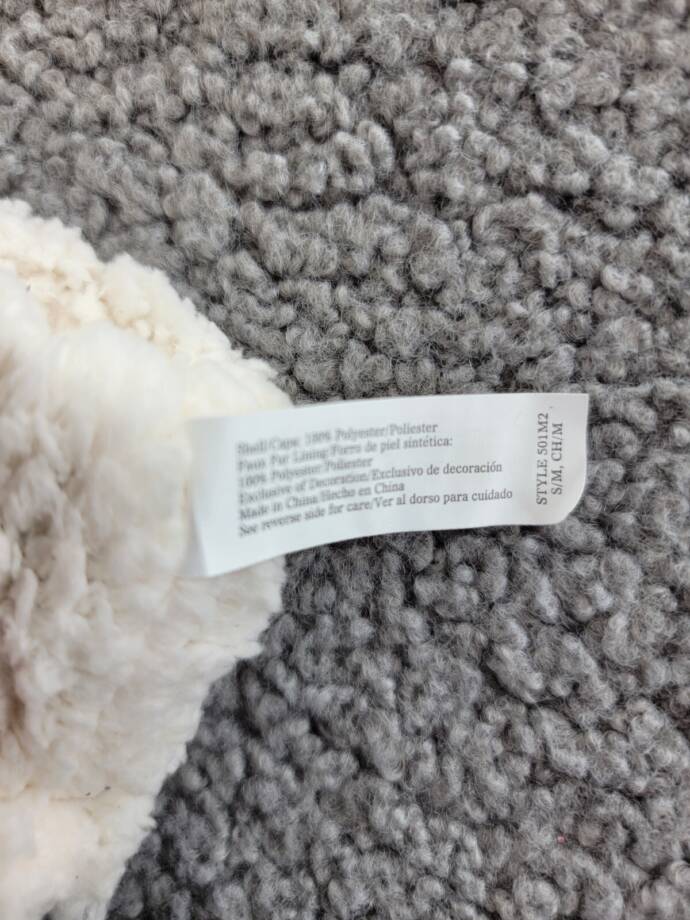 Shell/Capa: 100% Polyester/Poliester
Faux Fur Lining/Forro de piel sintética:
100% Polyester/Poliester
Exclusive of Decoration/Exclusivo de decoración
Made in China/Hecho en China
See reverse side for care/Ver al dorso para cuidado
STYLE 501M2
S/M, CH/M